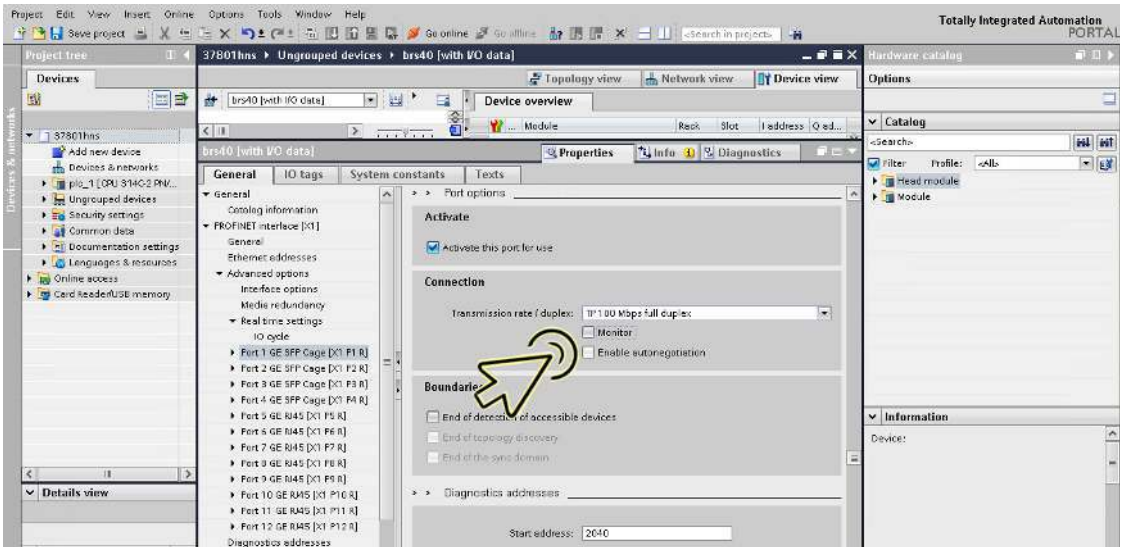 Project Edit View Insert Online Options Tools Window Help
Totally Integrated Automation
PORTAL
Save project
Go online
Go offline
<Search in project>
Project tree
37801hns ▸ Ungrouped devices ▸ brs40 [with I/O data]
Hardware catalog
Devices
Topology view
Network view
Device view
Options
brs40 [with I/O data]
Device overview
... Module Rack Slot I address Q ad...
Catalog
<Search>
Devices & networks
37801hns
Add new device
Devices & networks
plc_1 [CPU 314C-2 PN/...
Ungrouped devices
Security settings
Common data
Documentation settings
Languages & resources
Online access
Card Reader/USB memory
Details view
brs40 [with I/O data]
Properties
Info
Diagnostics
General
IO tags
System constants
Texts
General
Catalog information
PROFINET interface [X1]
General
Ethernet addresses
Advanced options
Interface options
Media redundancy
Real time settings
IO cycle
Port 1 GE SFP Cage [X1 P1 R]
Port 2 GE SFP Cage [X1 P2 R]
Port 3 GE SFP Cage [X1 P3 R]
Port 4 GE SFP Cage [X1 P4 R]
Port 5 GE RJ45 [X1 P5 R]
Port 6 GE RJ45 [X1 P6 R]
Port 7 GE RJ45 [X1 P7 R]
Port 8 GE RJ45 [X1 P8 R]
Port 9 GE RJ45 [X1 P9 R]
Port 10 GE RJ45 [X1 P10 R]
Port 11 GE RJ45 [X1 P11 R]
Port 12 GE RJ45 [X1 P12 R]
Diagnostics addresses
Port options
Activate
Activate this port for use
Connection
Transmission rate / duplex: TP 100 Mbps full duplex
Monitor
Enable autonegotiation
Boundaries
End of detection of accessible devices
End of topology discovery
End of the sync domain
Diagnostics addresses
Start address: 2040
Filter Profile: <All>
Head module
Module
Information
Device: